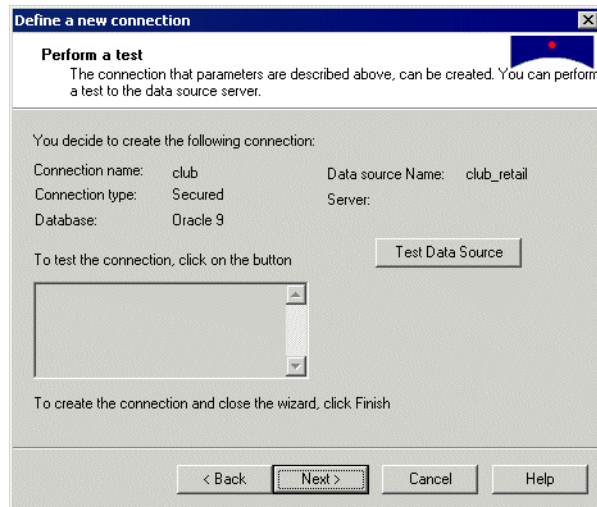 Define a new connection
Perform a test
The connection that parameters are described above, can be created. You can perform
a test to the data source server.
You decide to create the following connection:
Connection name: club
Data source Name: club_retail
Connection type: Secured
Server:
Database: Oracle 9
Test Data Source
To test the connection, click on the button
To create the connection and close the wizard, click Finish
< Back
Next >
Cancel
Help